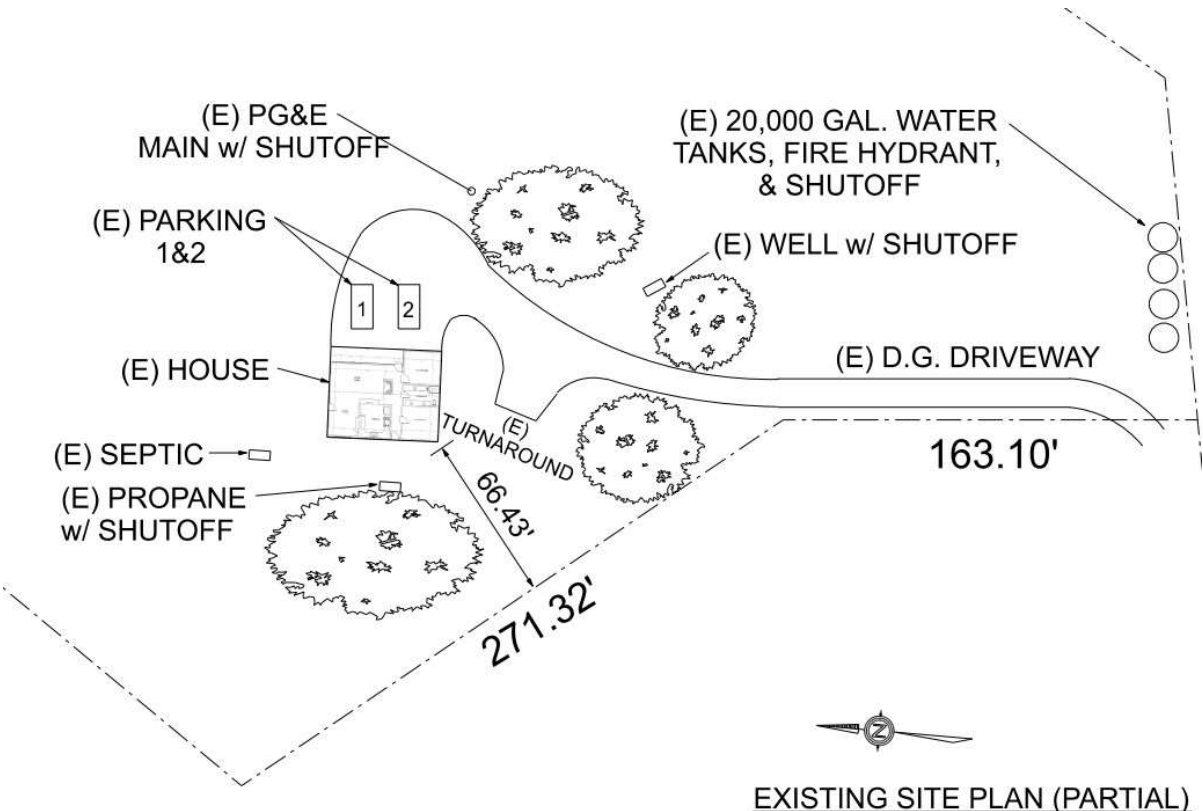 (E) PG&E
MAIN w/ SHUTOFF
(E) 20,000 GAL. WATER
TANKS, FIRE HYDRANT,
& SHUTOFF
(E) PARKING
1&2
(E) WELL w/ SHUTOFF
1
2
(E) HOUSE
(E) D.G. DRIVEWAY
(E)
TURNAROUND
(E) SEPTIC
163.10'
(E) PROPANE
w/ SHUTOFF
66.43'
271.32'
N
EXISTING SITE PLAN (PARTIAL)